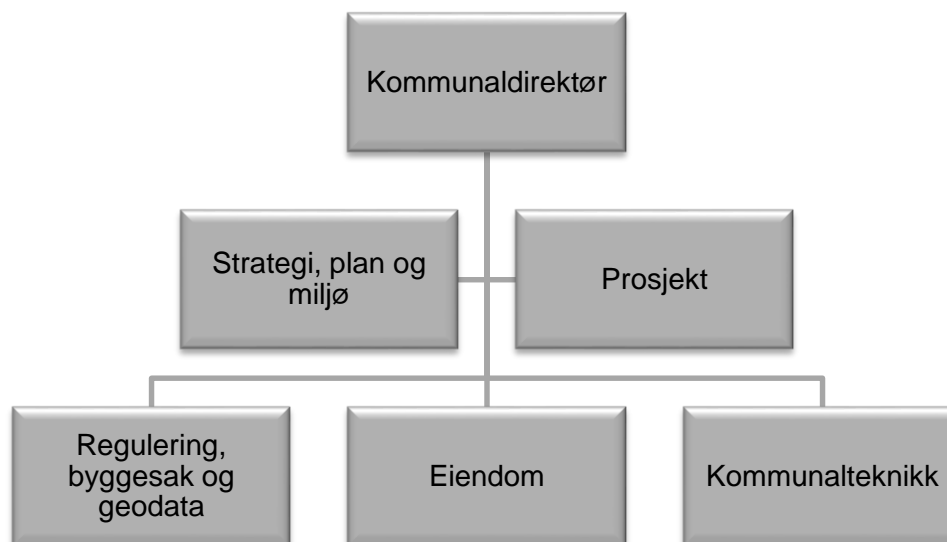 Kommunaldirektør
Strategi, plan og
miljø
Prosjekt
Regulering,
byggesak og
geodata
Eiendom
Kommunalteknikk